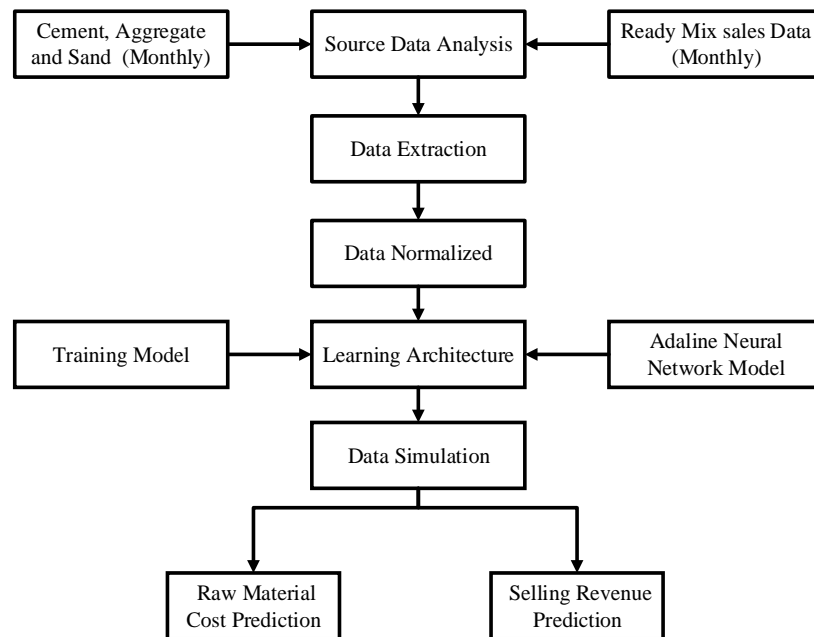 Cement, Aggregate
and Sand (Monthly)
Source Data Analysis
Ready Mix sales Data
(Monthly)
Data Extraction
Data Normalized
Training Model
Learning Architecture
Adaline Neural
Network Model
Data Simulation
Raw Material
Cost Prediction
Selling Revenue
Prediction